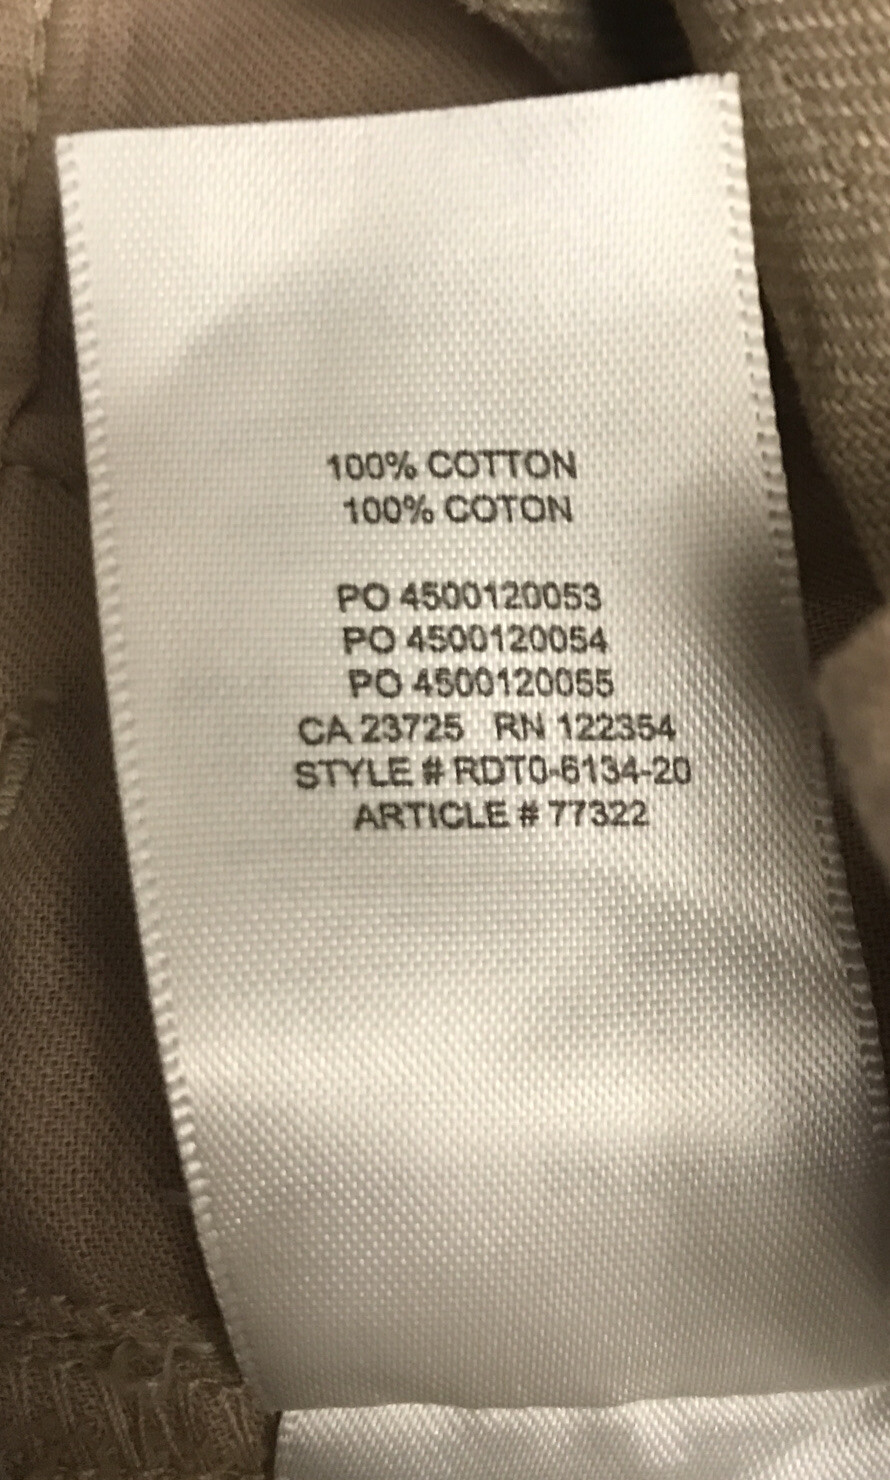 100% COTTON
100% COTON
PO 4500120053
PO 4500120054
PO 4500120055
CA 23725 RN 122354
STYLE # RDT0-6134-20
ARTICLE # 77322